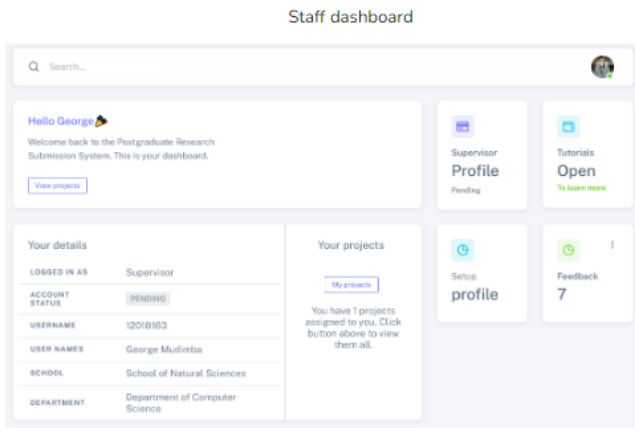 Staff dashboard
Search...
Hello George
Welcome back to the Postgraduate Research
Submission System. This is your dashboard.
View projects
Supervisor
Profile
Pending
Tutorials
Open
To learn more
Your details
LOGGED IN AS Supervisor
ACCOUNT
STATUS
PENDING
USERNAME 12018163
USER NAMES George Mudimba
SCHOOL School of Natural Sciences
DEPARTMENT Department of Computer
Science
Your projects
My projects
You have 1 projects
assigned to you. Click
button above to view
them all.
Setup
profile
Feedback
7